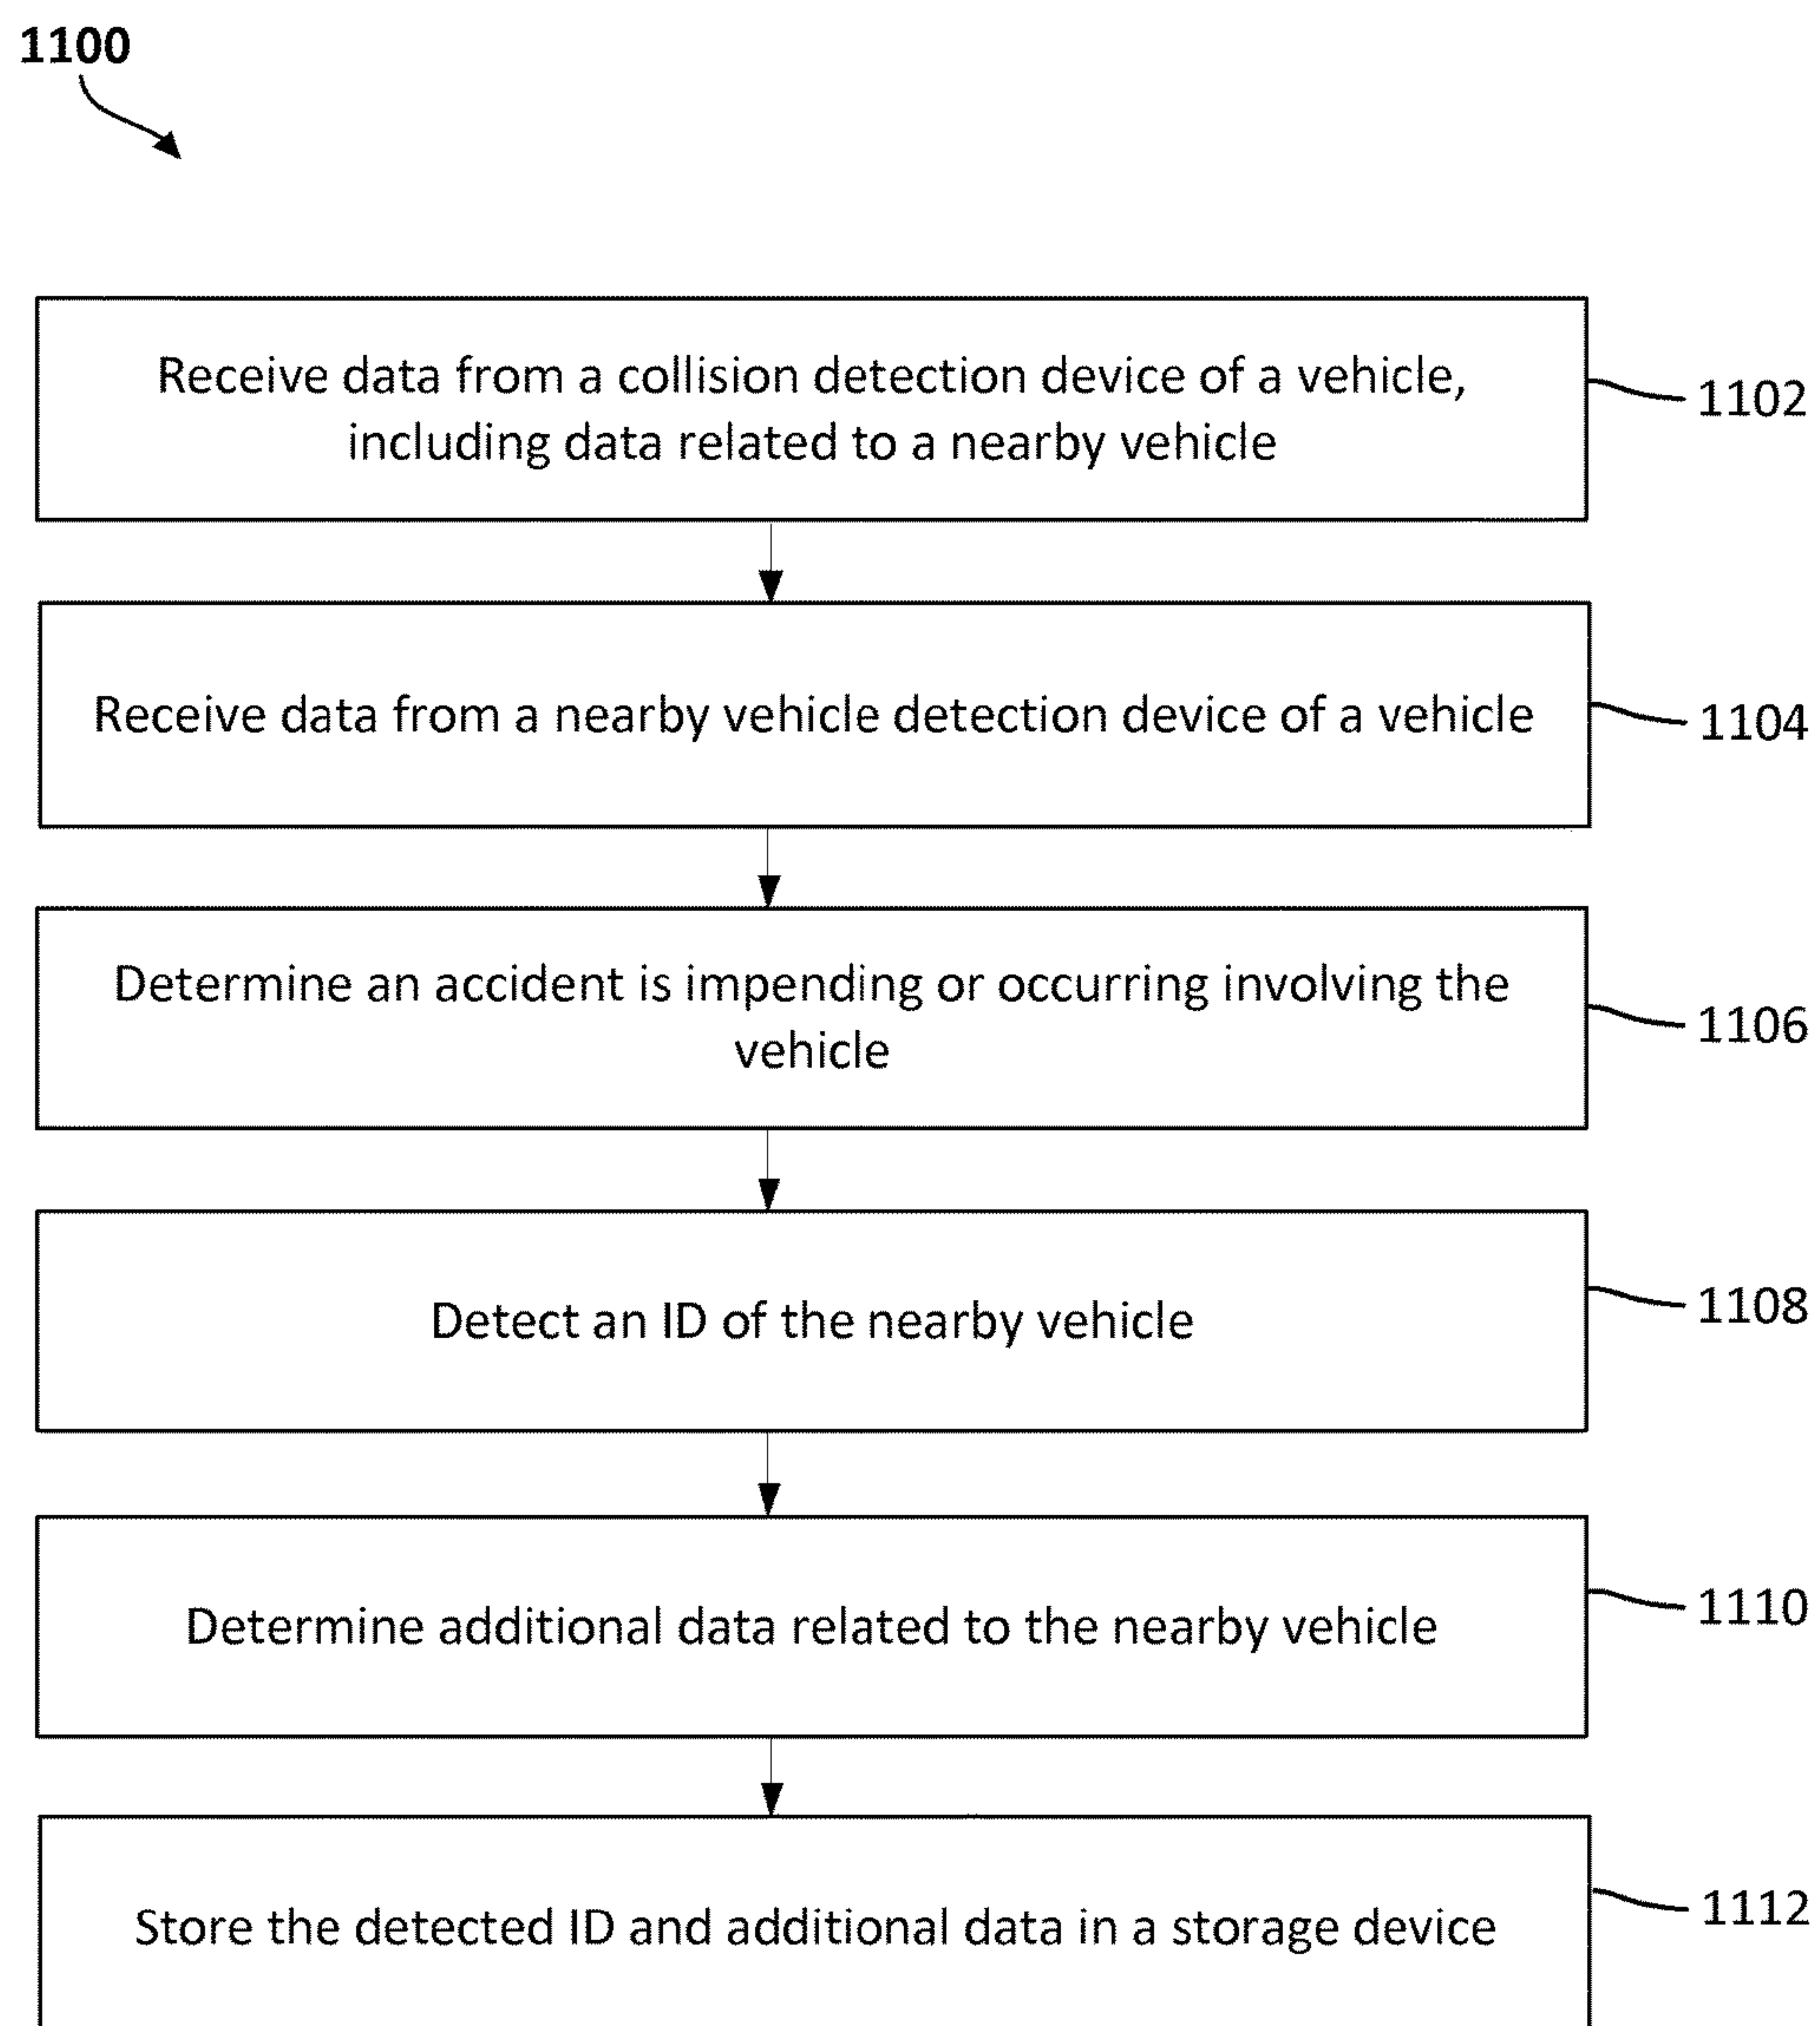 1100
Receive data from a collision detection device of a vehicle,
including data related to a nearby vehicle
1102
Receive data from a nearby vehicle detection device of a vehicle
1104
Determine an accident is impending or occurring involving the
vehicle
1106
Detect an ID of the nearby vehicle
1108
Determine additional data related to the nearby vehicle
1110
Store the detected ID and additional data in a storage device
1112